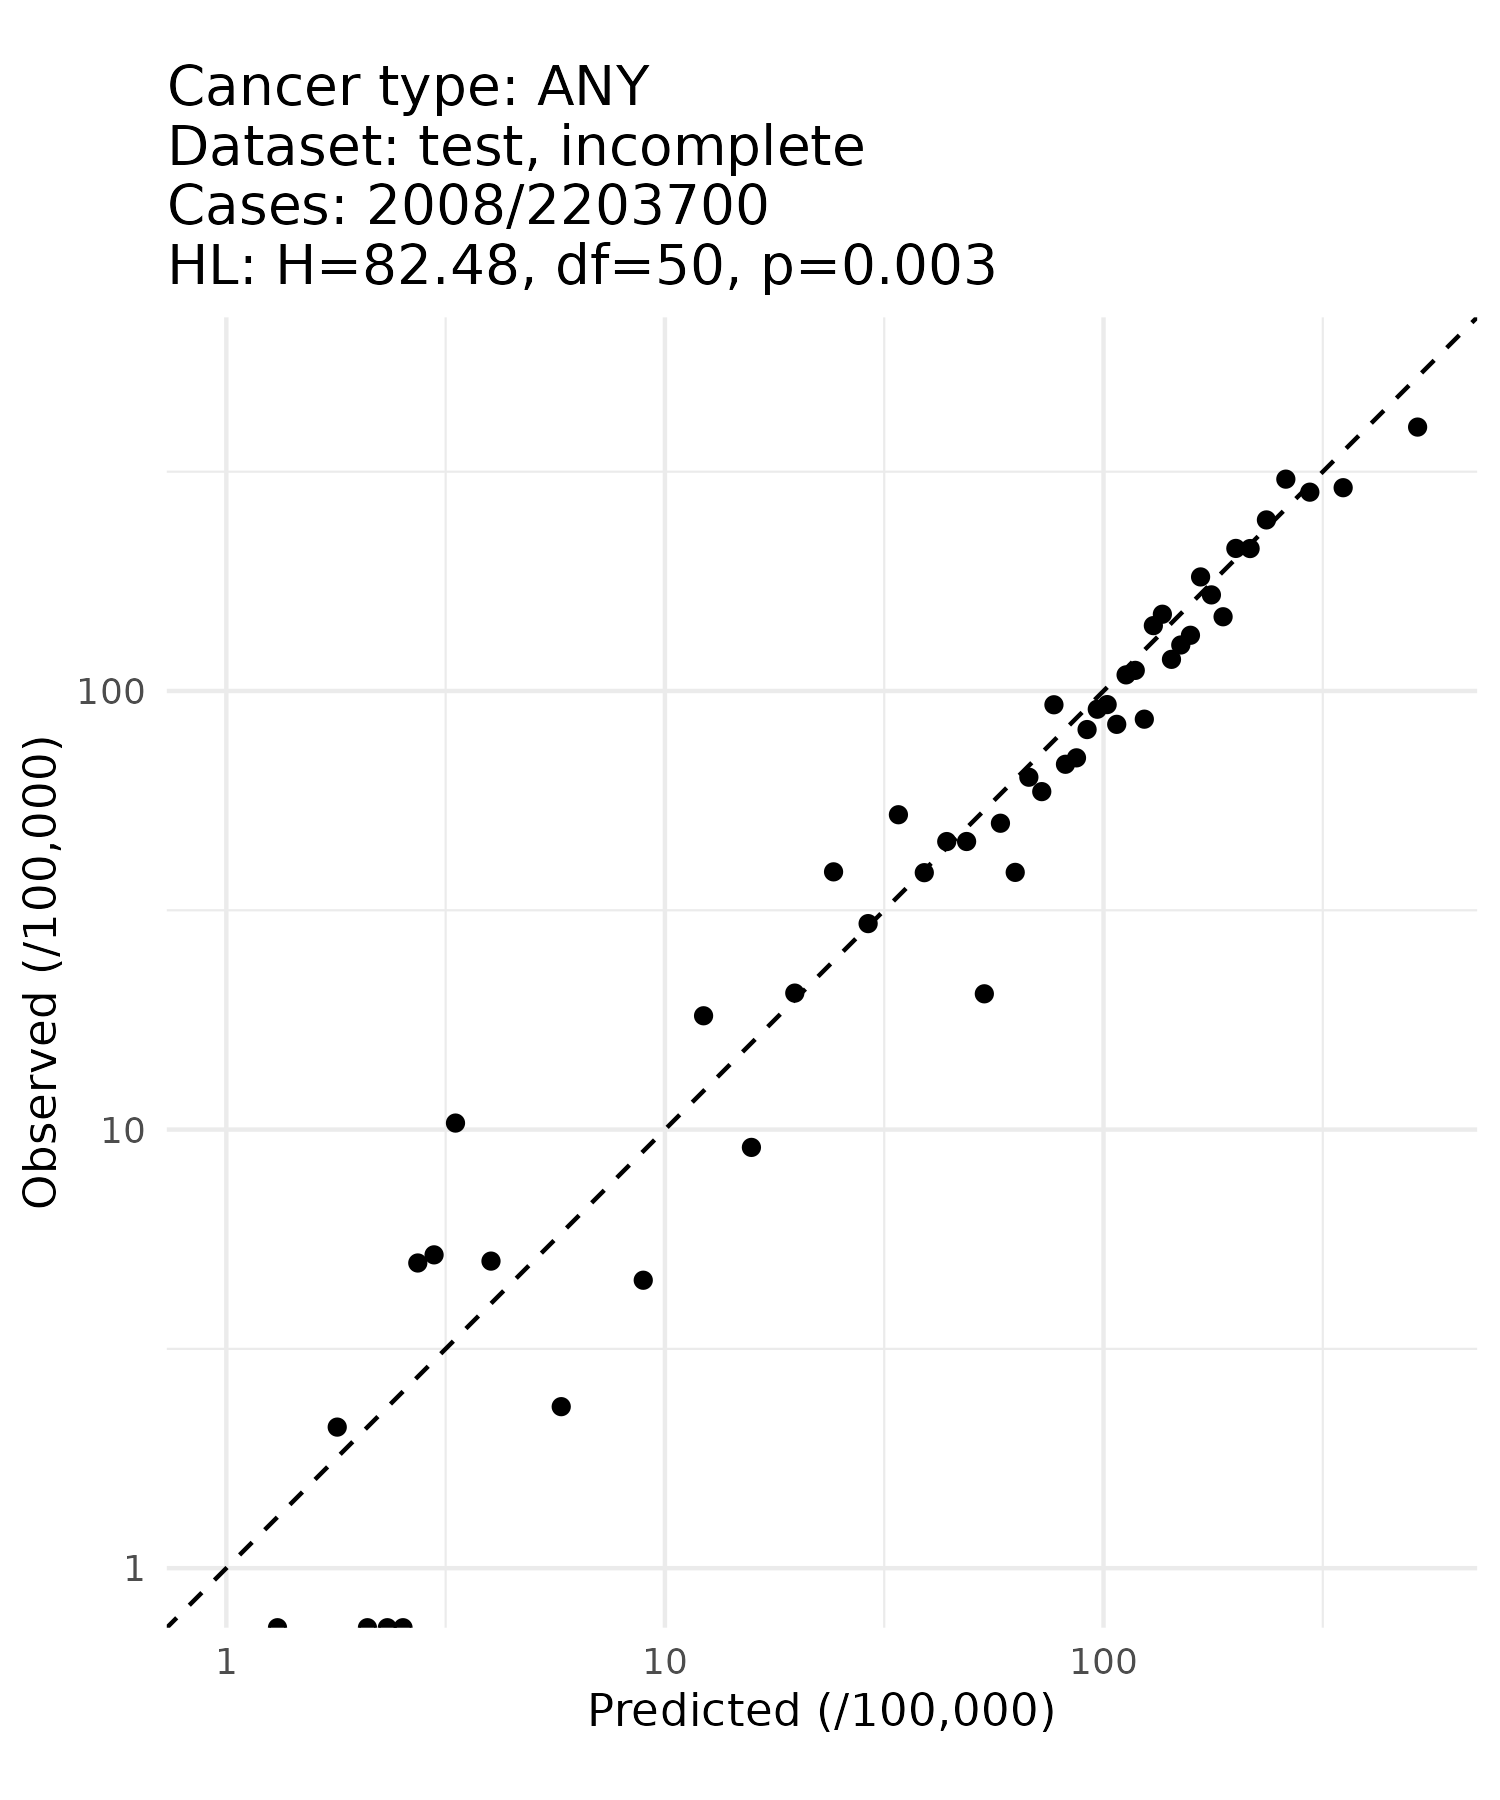 Cancer type: ANY
Dataset: test, incomplete
Cases: 2008/2203700
HL: H=82.48, df=50, p=0.003
Observed (/100,000)
100
10
1
1
10
100
Predicted (/100,000)